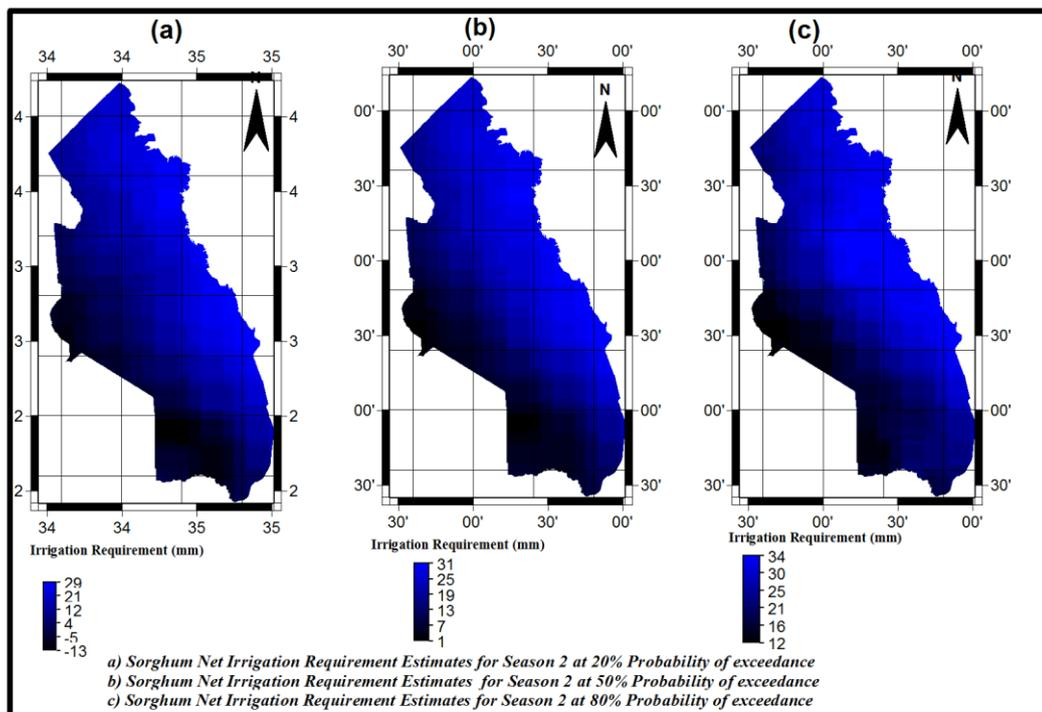 (a)
(b)
(c)
34 34 35 35
30' 00' 30' 00'
30' 00' 30' 00'
N
N
N
4 4
4 4
3 3
3 3
2 2
2 2
00' 00'
30' 30'
00' 00'
30' 30'
00' 00'
30' 30'
00' 00'
30' 30'
00' 00'
30' 30'
00' 00'
30' 30'
34 34 35 35
30' 00' 30' 00'
30' 00' 30' 00'
Irrigation Requirement (mm)
29
21
12
4
-5
-13
Irrigation Requirement (mm)
31
25
19
13
7
1
Irrigation Requirement (mm)
34
30
25
21
16
12
a) Sorghum Net Irrigation Requirement Estimates for Season 2 at 20% Probability of exceedance
b) Sorghum Net Irrigation Requirement Estimates for Season 2 at 50% Probability of exceedance
c) Sorghum Net Irrigation Requirement Estimates for Season 2 at 80% Probability of exceedance